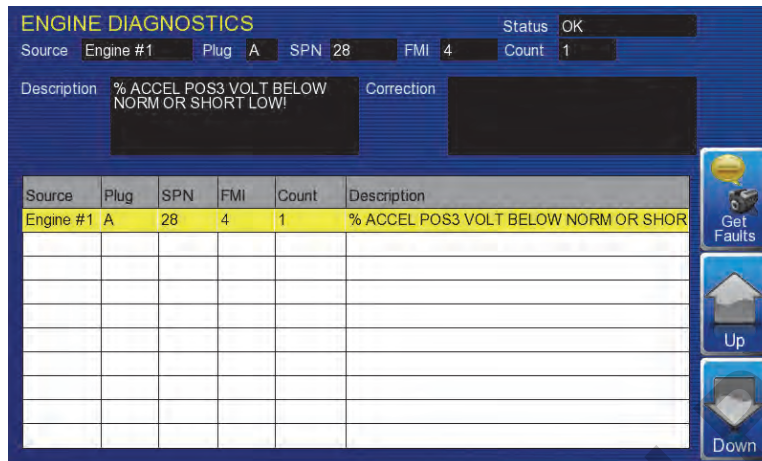 ENGINE DIAGNOSTICS
Status OK
Source Engine #1 Plug A SPN 28 FMI 4 Count 1
Description % ACCEL POS3 VOLT BELOW
NORM OR SHORT LOW!
Correction
Source Plug SPN FMI Count Description
Engine #1 A 28 4 1 % ACCEL POS3 VOLT BELOW NORM OR SHOR
Get
Faults
Up
Down